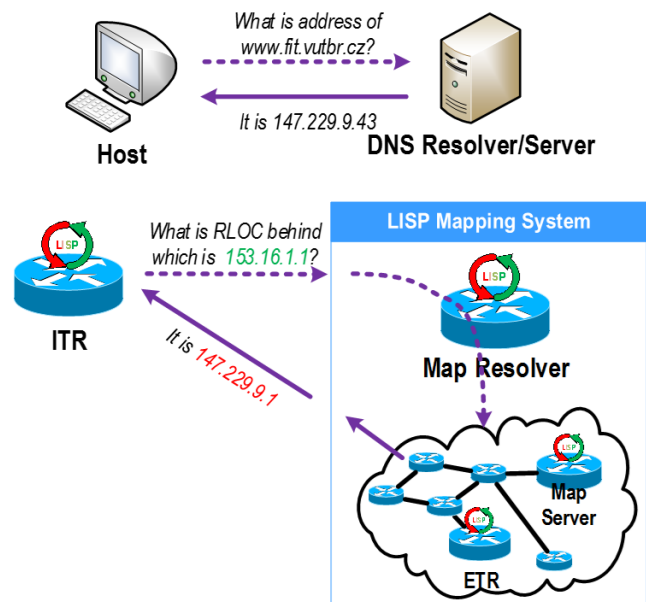 What is address of
www.fit.vutbr.cz?
It is 147.229.9.43
Host
DNS Resolver/Server
LISP Mapping System
LISP
What is RLOC behind
which is 153.16.1.1?
ITR
It is 147.229.9.1
LISP
Map Resolver
LISP
Map
Server
LISP
ETR